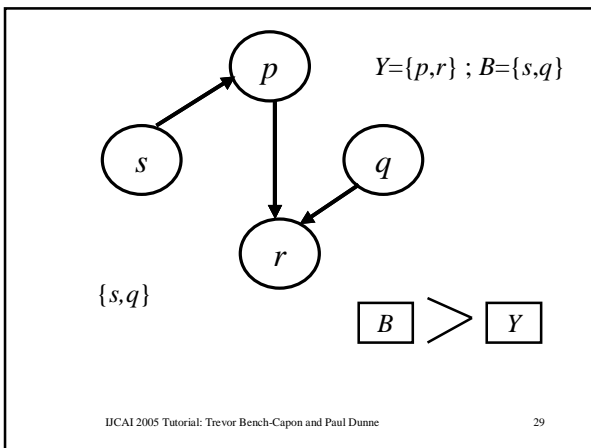 p
Y={p,r} ; B={s,q}
s
q
r
{s,q}
B > Y
IJCAI 2005 Tutorial: Trevor Bench-Capon and Paul Dunne 29